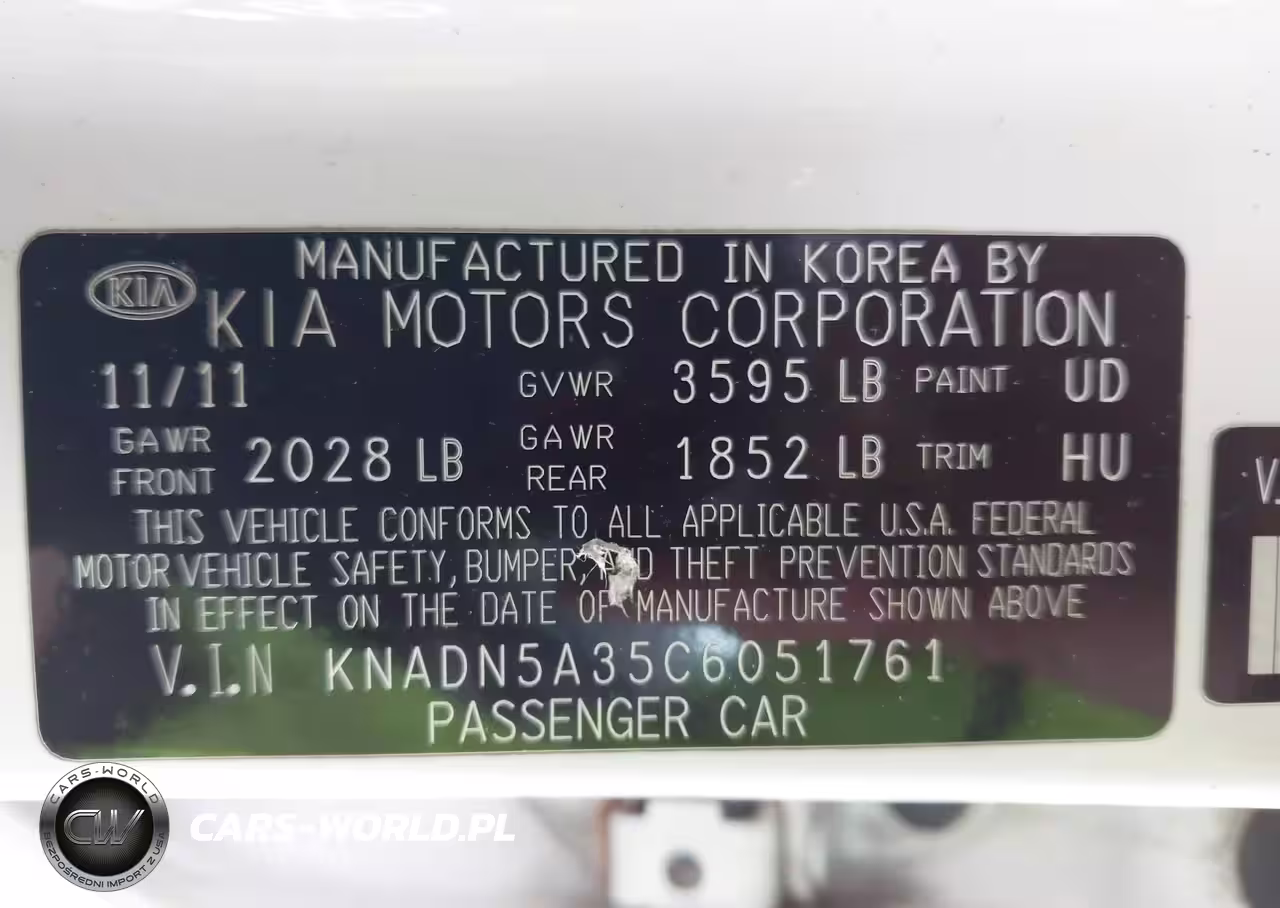 MANUFACTURED IN KOREA BY
KIA KIA MOTORS CORPORATION
11/11 GVWR 3595 LB PAINT UD
GAWR FRONT 2028 LB GAWR REAR 1852 LB TRIM HU
THIS VEHICLE CONFORMS TO ALL APPLICABLE U.S.A. FEDERAL
MOTOR VEHICLE SAFETY, BUMPER, AND THEFT PREVENTION STANDARDS
IN EFFECT ON THE DATE OF MANUFACTURE SHOWN ABOVE
V.I.N KNADN5A35C6051761
PASSENGER CAR
CARS-WORLD
CW
BEZPOŚREDNI IMPORT Z USA
CARS-WORLD.PL